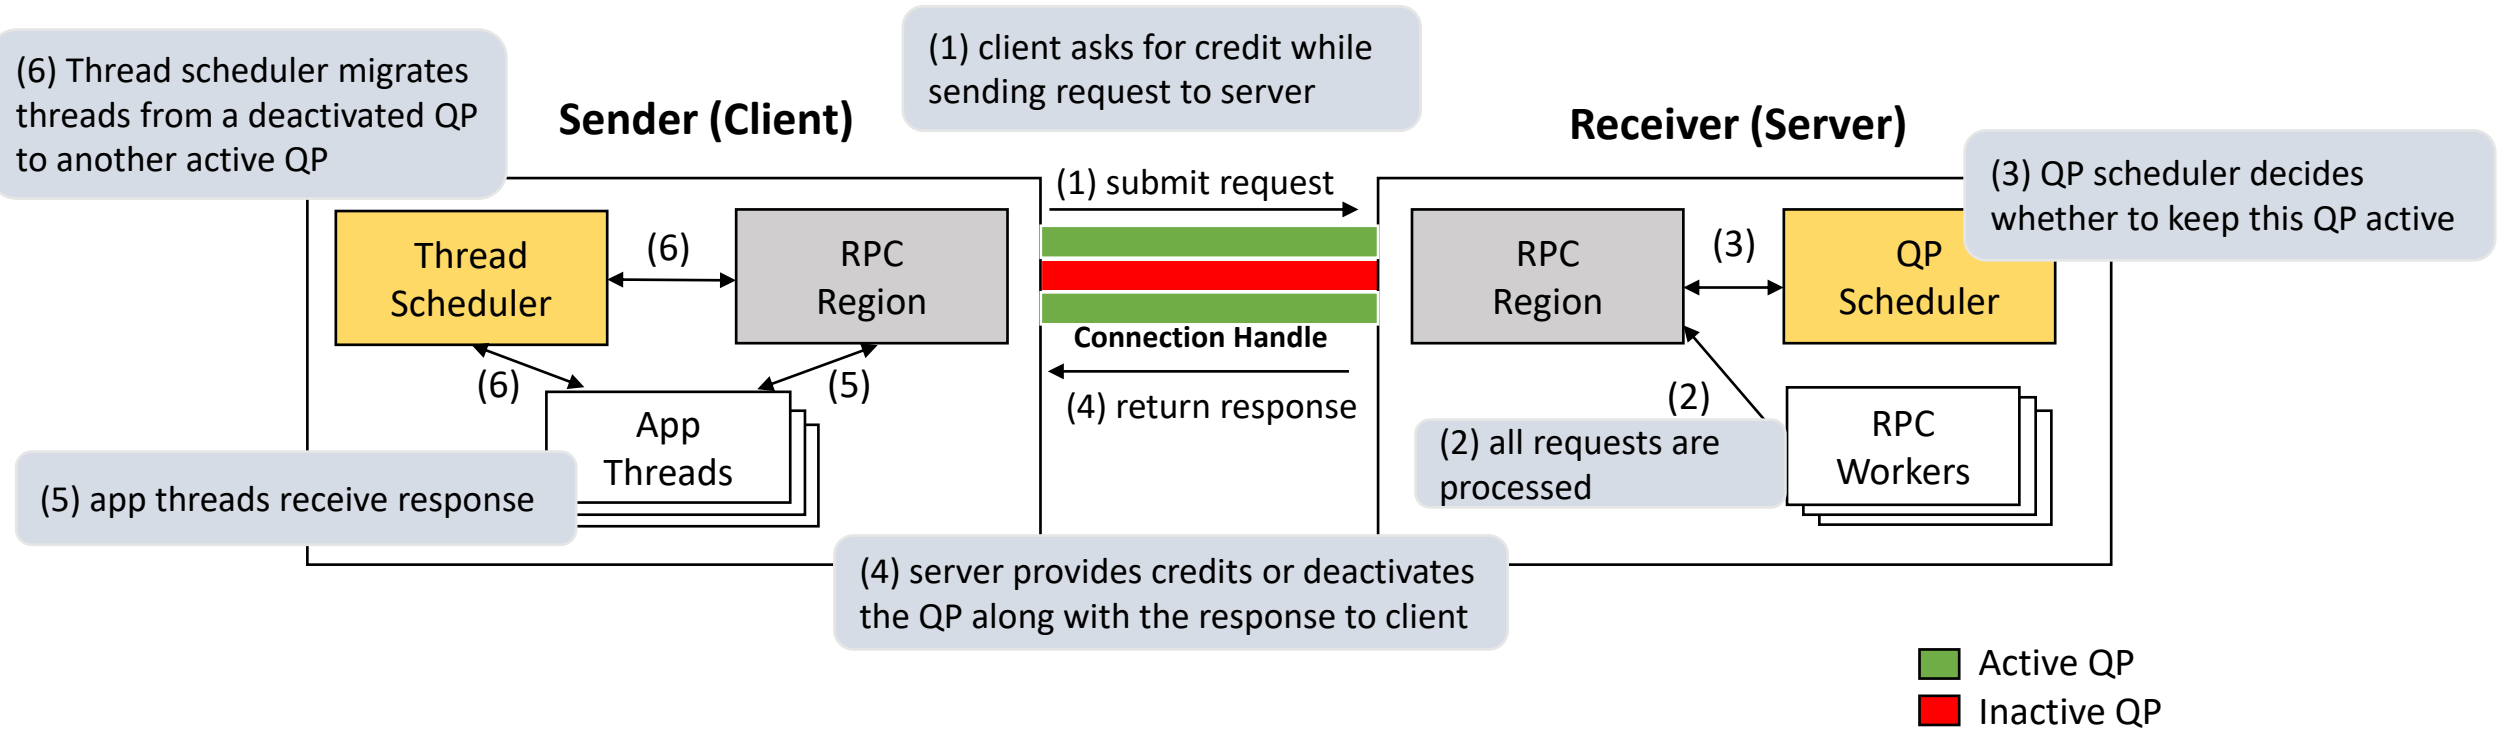 (6) Thread scheduler migrates
threads from a deactivated QP
to another active QP
Sender (Client)
(1) client asks for credit while
sending request to server
Receiver (Server)
(3) QP scheduler decides
whether to keep this QP active
(1) submit request
Thread
Scheduler
(6)
RPC
Region
RPC
Region
(3)
QP
Scheduler
Connection Handle
(6)
(5)
(4) return response
(2)
App
Threads
RPC
Workers
(2) all requests are
processed
(5) app threads receive response
(4) server provides credits or deactivates
the QP along with the response to client
Active QP
Inactive QP